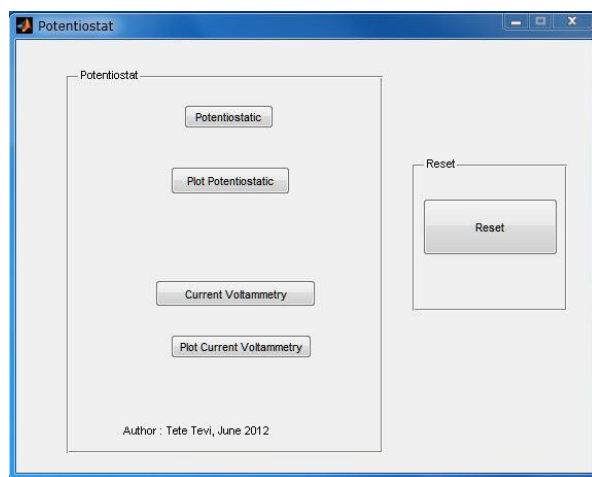 Potentiostat
Potentiostat
Potentiostatic
Plot Potentiostatic
Current Voltammetry
Plot Current Voltammetry
Author : Tete Tevi, June 2012
Reset
Reset